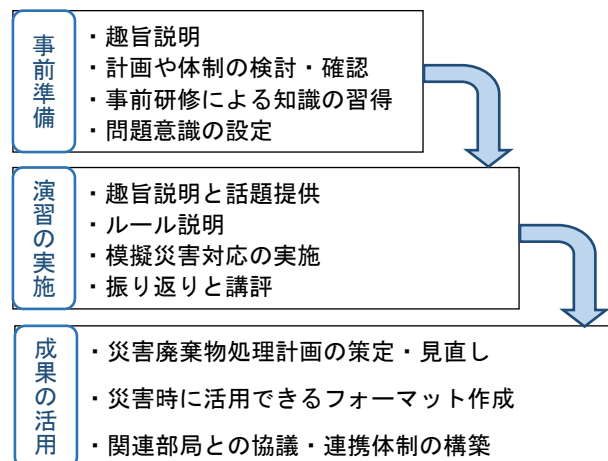 事前準備
・趣旨説明
・計画や体制の検討・確認
・事前研修による知識の習得
・問題意識の設定
演習の実施
・趣旨説明と話題提供
・ルール説明
・模擬災害対応の実施
・振り返りと講評
成果の活用
・災害廃棄物処理計画の策定・見直し
・災害時に活用できるフォーマット作成
・関連部局との協議・連携体制の構築